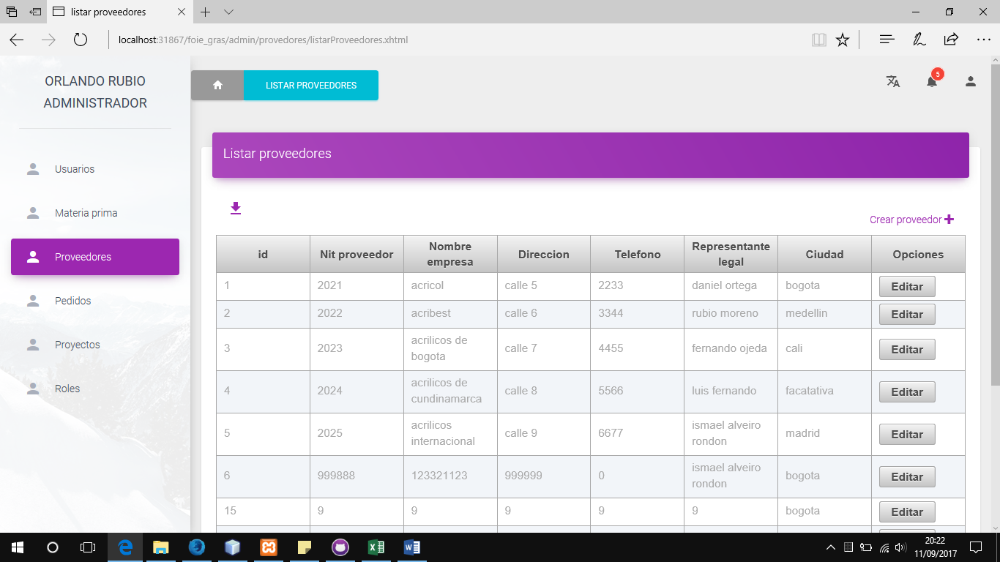 listar proveedores
localhost:31867/foie_gras/admin/provedores/listarProveedores.xhtml
ORLANDO RUBIO
ADMINISTRADOR
LISTAR PROVEEDORES
5
Usuarios
Materia prima
Proveedores
Pedidos
Proyectos
Roles
Listar proveedores
Crear proveedor
id Nit proveedor Nombre empresa Direccion Telefono Representante legal Ciudad Opciones
1 2021 acricol calle 5 2233 daniel ortega bogota Editar
2 2022 acribest calle 6 3344 rubio moreno medellin Editar
3 2023 acrilicos de bogota calle 7 4455 fernando ojeda cali Editar
4 2024 acrilicos de cundinamarca calle 8 5566 luis fernando facatativa Editar
5 2025 acrilicos internacional calle 9 6677 ismael alveiro rondon madrid Editar
6 999888 123321123 999999 0 ismael alveiro rondon bogota Editar
15 9 9 9 9 9 bogota Editar
20:22
11/09/2017